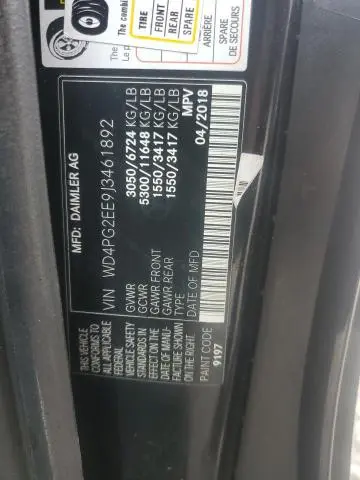 The combin
TIRE
FRONT
REAR
SPARE
La p
ARRIÈRE
DE SECOURS
MFD: DAIMLER AG
VIN WD4PG2EE9J3461892
GVWR 3050/6724 KG/LB
GCWR 5300/11648 KG/LB
GAWR FRONT 1550/3417 KG/LB
GAWR REAR 1550/3417 KG/LB
TYPE MPV
DATE OF MFD 04/2018
THIS VEHICLE
CONFORMS TO
ALL APPLICABLE
FEDERAL
VEHICLE SAFETY
STANDARDS IN
EFFECT ON THE
DATE OF MANU-
FACTURE SHOWN
ON THE RIGHT.
PAINT CODE
9197